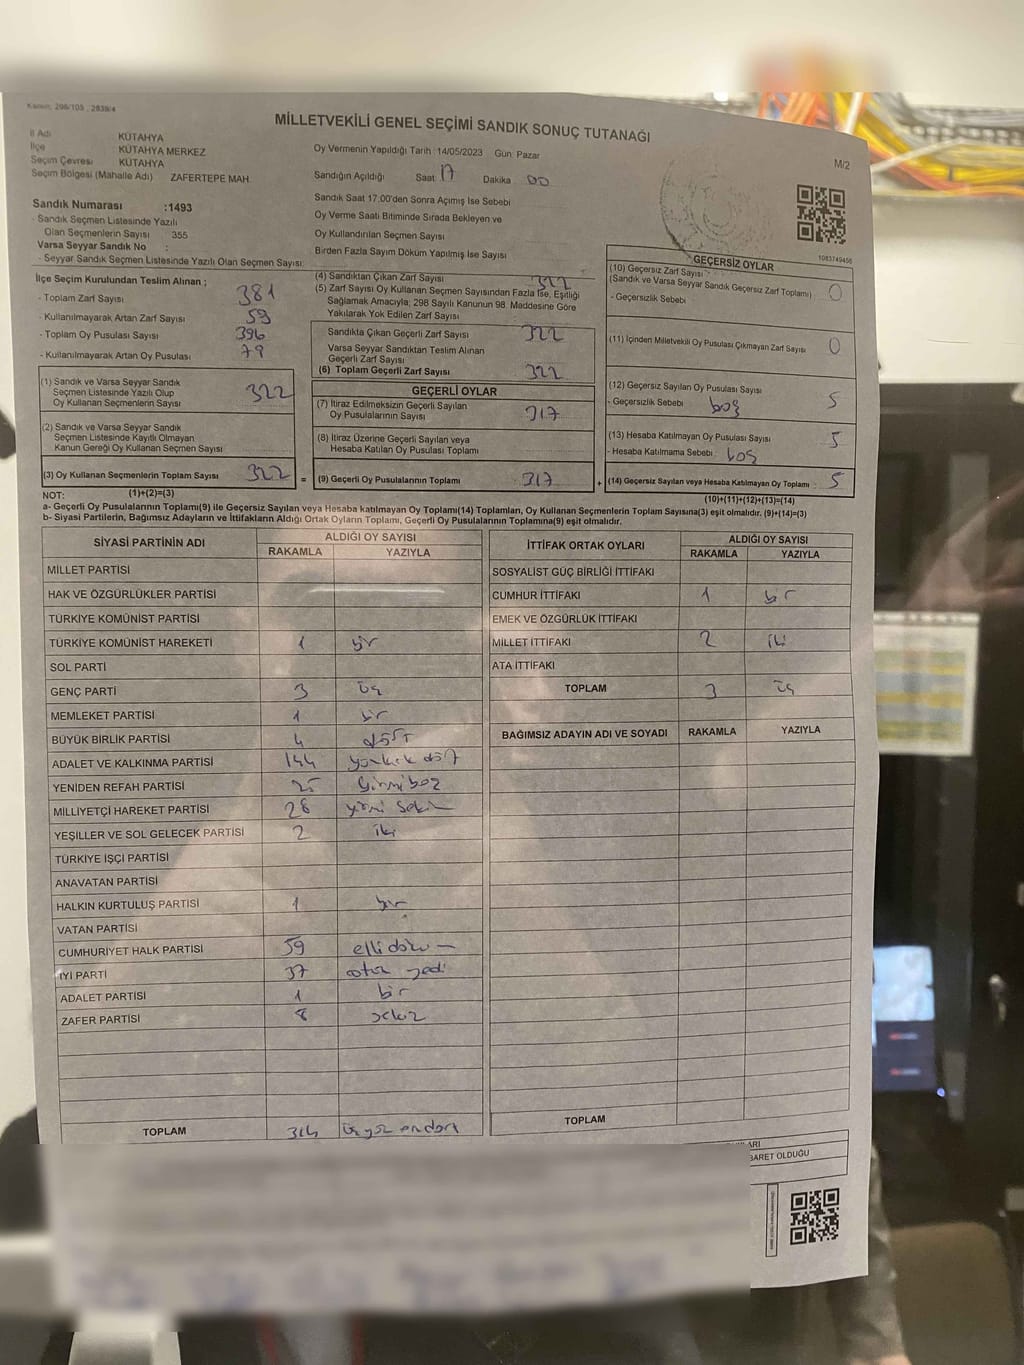 Kanun; 298/105 , 2839/4
MİLLETVEKİLİ GENEL SEÇİMİ SANDIK SONUÇ TUTANAĞI
M/2
İl Adı KÜTAHYA
İlçe KÜTAHYA MERKEZ
Seçim Çevresi KÜTAHYA
Seçim Bölgesi (Mahalle Adı) ZAFERTEPE MAH.
Oy Vermenin Yapıldığı Tarih :14/05/2023 Gün: Pazar
Sandığın Açıldığı Saat 17 Dakika 00
Sandık Saat 17:00'den Sonra Açımış İse Sebebi
Oy Verme Saati Bitiminde Sırada Bekleyen ve
Oy Kullandırılan Seçmen Sayısı
Birden Fazla Sayım Döküm Yapılmış İse Sayısı
Sandık Numarası :1493
- Sandık Seçmen Listesinde Yazılı
Olan Seçmenlerin Sayısı 355
Varsa Seyyar Sandık No :
- Seyyar Sandık Seçmen Listesinde Yazılı Olan Seçmen Sayısı:
1083749456
İlçe Seçim Kurulundan Teslim Alınan ;
- Toplam Zarf Sayısı 381
- Kullanılmayarak Artan Zarf Sayısı 59
- Toplam Oy Pusulası Sayısı 396
- Kullanılmayarak Artan Oy Pusulası 79
(1) Sandık ve Varsa Seyyar Sandık
Seçmen Listesinde Yazılı Olup
Oy Kullanan Seçmenlerin Sayısı 322
(2) Sandık ve Varsa Seyyar Sandık
Seçmen Listesinde Kayıtlı Olmayan
Kanun Gereği Oy Kullanan Seçmen Sayısı
(3) Oy Kullanan Seçmenlerin Toplam Sayısı 322 =
(4) Sandıktan Çıkan Zarf Sayısı 322
(5) Zarf Sayısı Oy Kullanan Seçmen Sayısından Fazla İse, Eşitliği
Sağlamak Amacıyla; 298 Sayılı Kanunun 98. Maddesine Göre
Yakılarak Yok Edilen Zarf Sayısı
Sandıkta Çıkan Geçerli Zarf Sayısı 322
Varsa Seyyar Sandıktan Teslim Alınan
Geçerli Zarf Sayısı
(6) Toplam Geçerli Zarf Sayısı 322
GEÇERLİ OYLAR
(7) İtiraz Edilmeksizin Geçerli Sayılan
Oy Pusulalarının Sayısı 317
(8) İtiraz Üzerine Geçerli Sayılan veya
Hesaba Katılan Oy Pusulası Toplamı
(9) Geçerli Oy Pusulalarının Toplamı 317 +
GEÇERSİZ OYLAR
(10) Geçersiz Zarf Sayısı
(Sandık ve Varsa Seyyar Sandık Geçersiz Zarf Toplamı) 0
- Geçersizlik Sebebi
(11) İçinden Milletvekili Oy Pusulası Çıkmayan Zarf Sayısı 0
(12) Geçersiz Sayılan Oy Pusulası Sayısı 5
- Geçersizlik Sebebi boş
(13) Hesaba Katılmayan Oy Pusulası Sayısı 5
- Hesaba Katılmama Sebebi boş
(14) Geçersiz Sayılan veya Hesaba Katılmayan Oy Toplamı : 5
NOT: (1)+(2)=(3) (10)+(11)+(12)+(13)=(14)
a- Geçerli Oy Pusulalarının Toplamı(9) ile Geçersiz Sayılan veya Hesaba katılmayan Oy Toplamı(14) Toplamları, Oy Kullanan Seçmenlerin Toplam Sayısına(3) eşit olmalıdır. (9)+(14)=(3)
b- Siyasi Partilerin, Bağımsız Adayların ve İttifakların Aldığı Ortak Oyların Toplamı, Geçerli Oy Pusulalarının Toplamına(9) eşit olmalıdır.
SİYASİ PARTİNİN ADI ALDIĞI OY SAYISI
RAKAMLA YAZIYLA
MİLLET PARTİSİ
HAK VE ÖZGÜRLÜKLER PARTİSİ
TÜRKİYE KOMÜNİST PARTİSİ
TÜRKİYE KOMÜNİST HAREKETİ 1 bir
SOL PARTİ
GENÇ PARTİ 3 üç
MEMLEKET PARTİSİ 1 bir
BÜYÜK BİRLİK PARTİSİ 4 dört
ADALET VE KALKINMA PARTİSİ 144 yüzkırk dört
YENİDEN REFAH PARTİSİ 25 yirmi beş
MİLLİYETÇİ HAREKET PARTİSİ 28 yirmi sekiz
YEŞİLLER VE SOL GELECEK PARTİSİ 2 iki
TÜRKİYE İŞÇİ PARTİSİ
ANAVATAN PARTİSİ
HALKIN KURTULUŞ PARTİSİ 1 bir
VATAN PARTİSİ
CUMHURİYET HALK PARTİSİ 59 elli dokuz
İYİ PARTİ 37 otuz yedi
ADALET PARTİSİ 1 bir
ZAFER PARTİSİ 8 sekiz
TOPLAM 314 üçyüz ondört
İTTİFAK ORTAK OYLARI ALDIĞI OY SAYISI
RAKAMLA YAZIYLA
SOSYALİST GÜÇ BİRLİĞİ İTTİFAKI
CUMHUR İTTİFAKI 1 bir
EMEK VE ÖZGÜRLÜK İTTİFAKI
MİLLET İTTİFAKI 2 iki
ATA İTTİFAKI
TOPLAM 3 üç
BAĞIMSIZ ADAYIN ADI VE SOYADI RAKAMLA YAZIYLA
TOPLAM
OLDUĞU